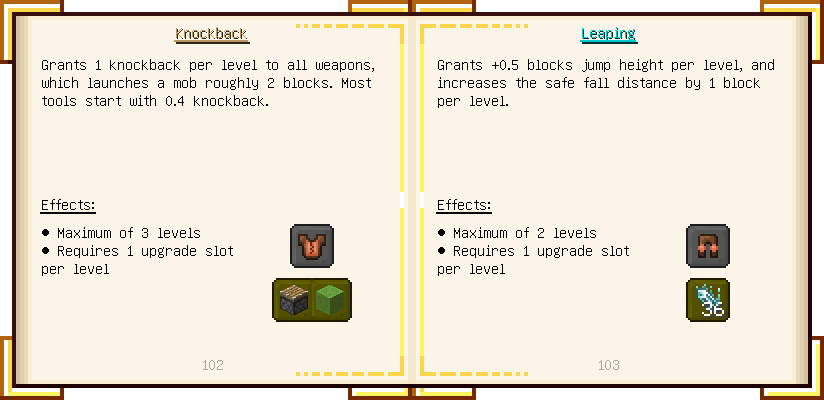 Knockback
Grants 1 knockback per level to all weapons,
which launches a mob roughly 2 blocks. Most
tools start with 0.4 knockback.
Effects:
● Maximum of 3 levels
● Requires 1 upgrade slot
per level
102
Leaping
Grants +0.5 blocks jump height per level, and
increases the safe fall distance by 1 block
per level.
Effects:
● Maximum of 2 levels
● Requires 1 upgrade slot
per level
36
103